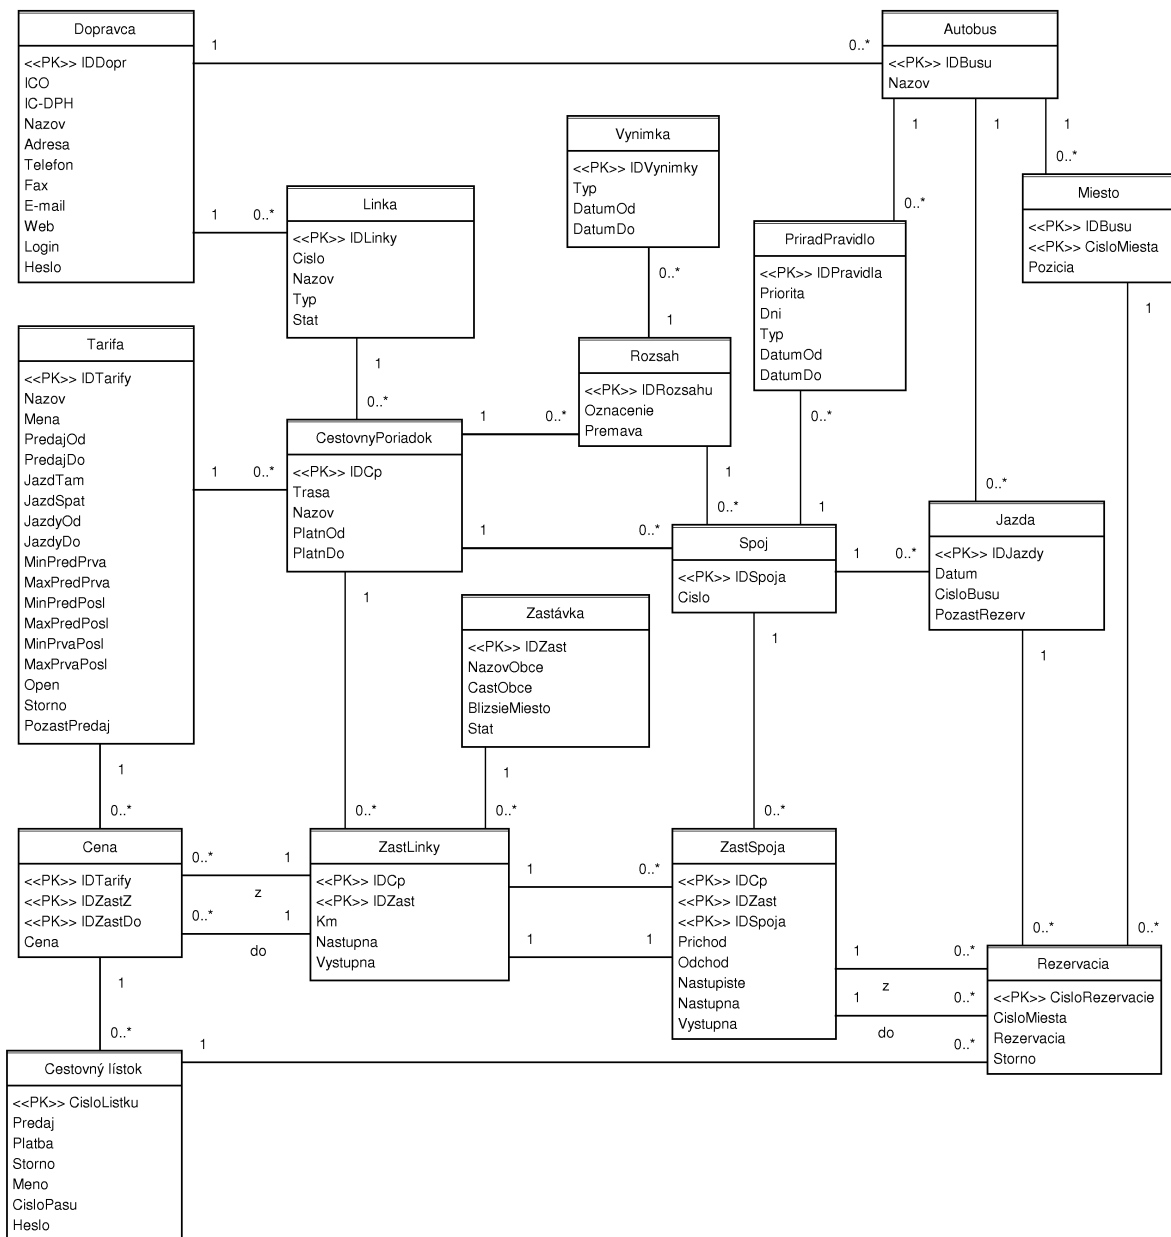 Dopravca
<<PK>> IDDopr
ICO
IC-DPH
Nazov
Adresa
Telefon
Fax
E-mail
Web
Login
Heslo
1
0..*
Autobus
<<PK>> IDBusu
Nazov
1
1
1
0..*
0..*
Vynimka
<<PK>> IDVynimky
Typ
DatumOd
DatumDo
0..*
1
Miesto
<<PK>> IDBusu
<<PK>> CisloMiesta
Pozicia
1
1
0..*
Linka
<<PK>> IDLinky
Cislo
Nazov
Typ
Stat
1
0..*
PriradPravidlo
<<PK>> IDPravidla
Priorita
Dni
Typ
DatumOd
DatumDo
0..*
1
Rozsah
<<PK>> IDRozsahu
Oznacenie
Premava
1
0..*
Tarifa
<<PK>> IDTarify
Nazov
Mena
PredajOd
PredajDo
JazdTam
JazdSpat
JazdyOd
JazdyDo
MinPredPrva
MaxPredPrva
MinPredPosl
MaxPredPosl
MinPrvaPosl
MaxPrvaPosl
Open
Storno
PozastPredaj
1
0..*
1
0..*
CestovnyPoriadok
<<PK>> IDCp
Trasa
Nazov
PlatnOd
PlatnDo
1
0..*
1
0..*
1
0..*
Spoj
<<PK>> IDSpoja
Cislo
1
0..*
1
0..*
0..*
Jazda
<<PK>> IDJazdy
Datum
CisloBusu
PozastRezerv
1
0..*
0..*
Zastávka
<<PK>> IDZast
NazovObce
CastObce
BlizsieMiesto
Stat
1
0..*
Cena
<<PK>> IDTarify
<<PK>> IDZastZ
<<PK>> IDZastDo
Cena
1
0..*
0..*
1
z
0..*
1
do
ZastLinky
<<PK>> IDCp
<<PK>> IDZast
Km
Nastupna
Vystupna
1
0..*
1
1
ZastSpoja
<<PK>> IDCp
<<PK>> IDZast
<<PK>> IDSpoja
Prichod
Odchod
Nastupiste
Nastupna
Vystupna
1
0..*
z
1
0..*
do
Rezervacia
<<PK>> CisloRezervacie
CisloMiesta
Rezervacia
Storno
1
0..*
Cestovný lístok
<<PK>> CisloListku
Predaj
Platba
Storno
Meno
CisloPasu
Heslo